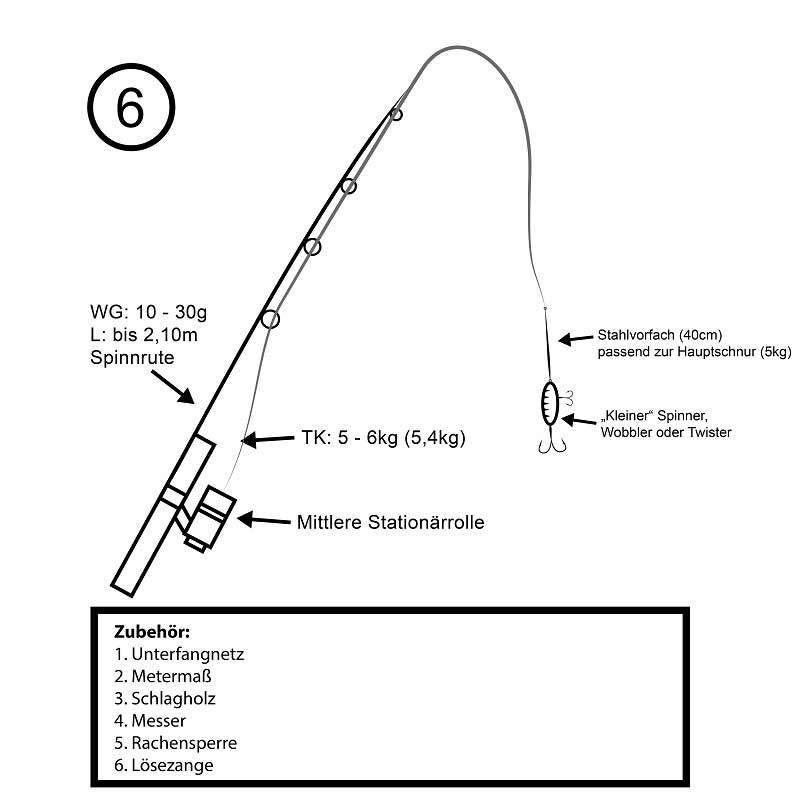 6
WG: 10 - 30g
L: bis 2,10m
Spinnrute
Stahlvorfach (40cm)
passend zur Hauptschnur (5kg)
„Kleiner“ Spinner,
Wobbler oder Twister
TK: 5 - 6kg (5,4kg)
Mittlere Stationärrolle
Zubehör:
1. Unterfangnetz
2. Metermaß
3. Schlagholz
4. Messer
5. Rachensperre
6. Lösezange